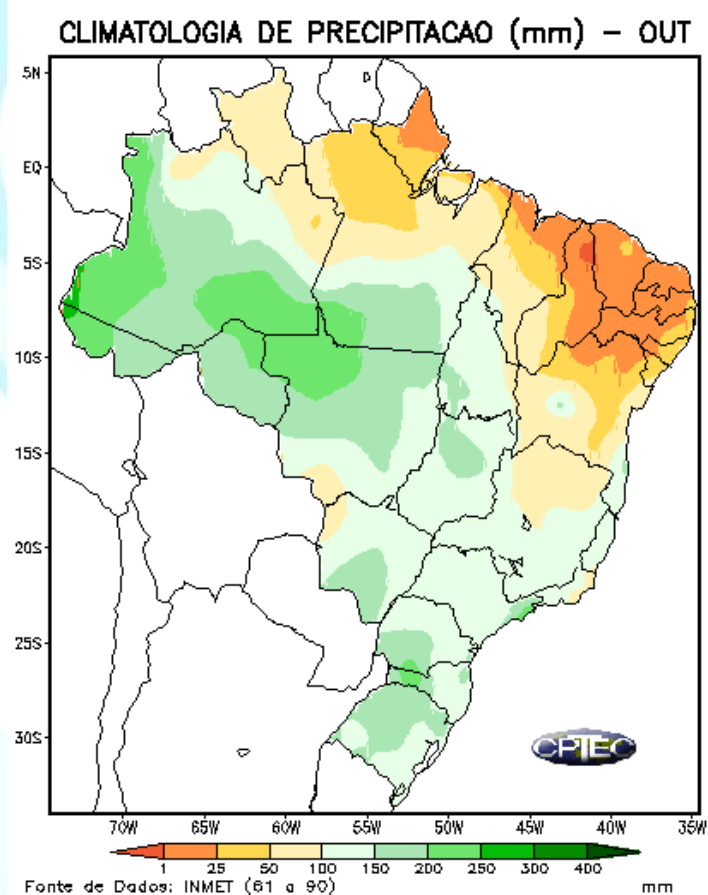 CLIMATOLOGIA DE PRECIPITACAO (mm) – OUT
5N
EQ
5S
10S
15S
20S
25S
30S
CPTEC
70W 65W 60W 55W 50W 45W 40W 35W
1 25 50 100 150 200 250 300 400
Fonte de Dados: INMET (61 a 90) mm